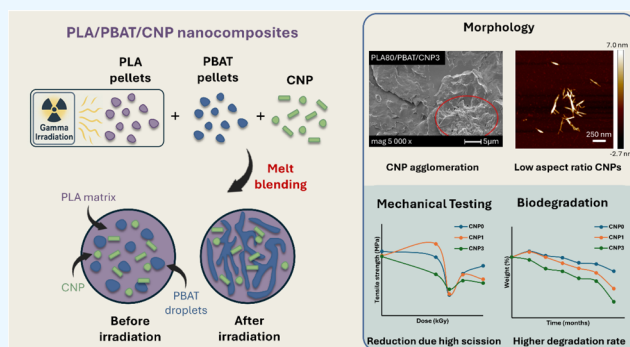 PLA/PBAT/CNP nanocomposites
PLA
pellets
PBAT
pellets
CNP
Gamma
Irradiation
+
+
Melt
blending
PLA matrix
CNP
PBAT
droplets
Before
irradiation
After
irradiation
Morphology
PLA80/PBAT/CNP3
mag 5 000 x
5μm
7.0 nm
250 nm
-2.7 nm
CNP agglomeration
Low aspect ratio CNPs
Mechanical Testing
CNP0
CNP1
CNP3
Tensile strength (MPa)
Dose (kGy)
Reduction due high scission
Biodegradation
CNP0
CNP1
CNP3
Weight (%)
Time (months)
Higher degradation rate